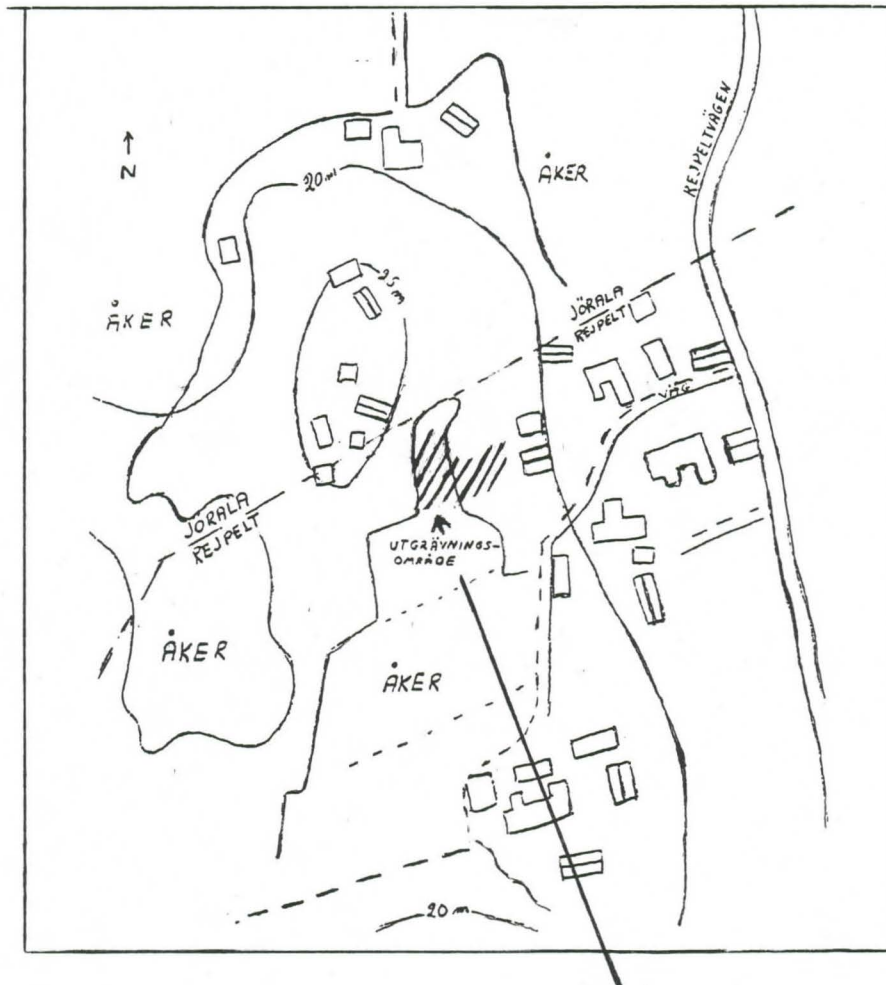 N
REJPELTVÄGEN
ÅKER
20 m
25 m
ÅKER
JÖRALA
REJPELT
VÄG
JÖRALA
REJPELT
UTGRÄVNINGS-
OMRÅDE
ÅKER
ÅKER
20 m